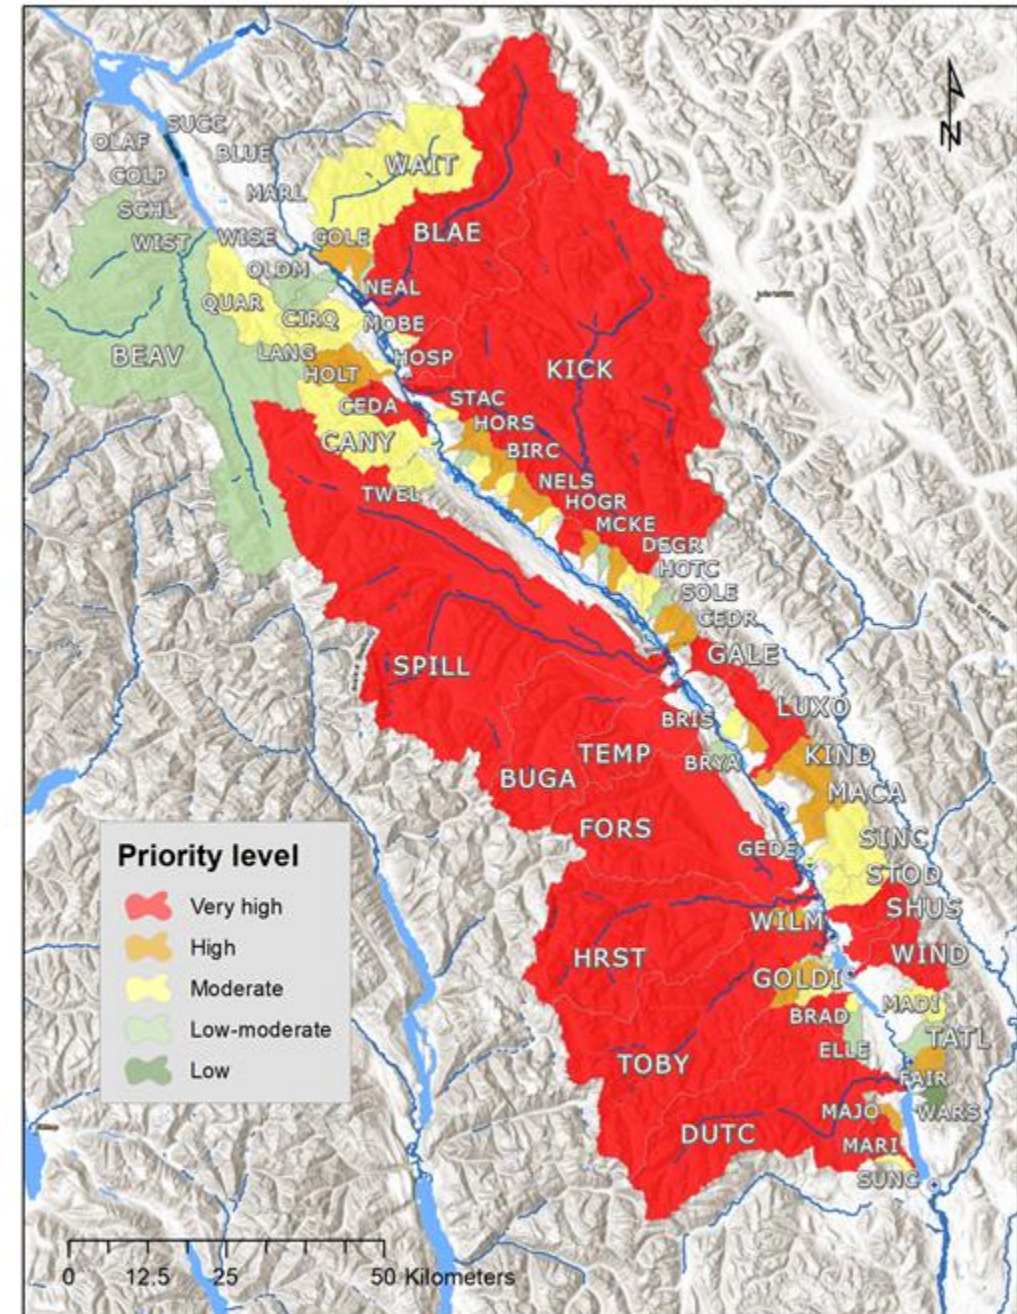 N
SUCC
OLAF
BLUE
COLP
WAIT
MARL
SCHL
WIST
WISE
COLE
BLAE
OLDM
NEAL
QUAR
CIRQ
MOBE
LANG
BEAV
HOSP
HOLT
KICK
CEDA
STAC
HORS
CANY
BIRC
NELS
TWEL
HOGR
MCKE
DEGR
HOTC
SOLE
CEDR
GALE
SPILL
LUXO
BRIS
TEMP
KIND
BRYA
BUGA
MACA
FORS
SINC
GEDE
STOD
SHUS
WILM
WIND
HRST
GOLDI
MADI
BRAD
TATL
ELLE
TOBY
FAIR
MAJO
WARS
DUTC
MARI
SUNC
Priority level
Very high
High
Moderate
Low-moderate
Low
0 12.5 25 50 Kilometers